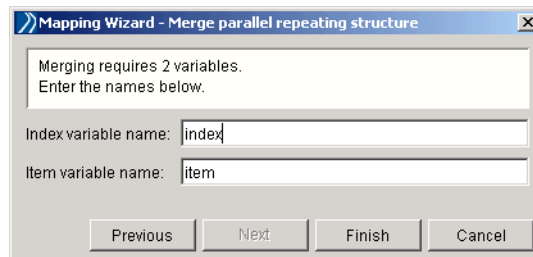 Mapping Wizard - Merge parallel repeating structure
Merging requires 2 variables.
Enter the names below.
Index variable name: index
Item variable name: item
Previous Next Finish Cancel